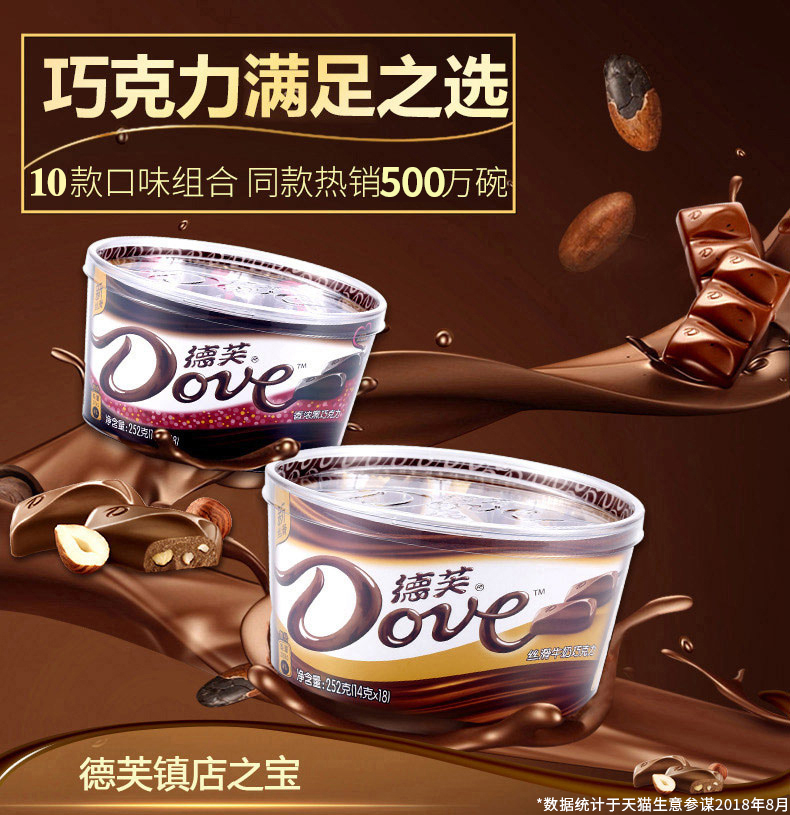 巧克力满足之选
10款口味组合 同款热销500万碗
德芙
Dove™
香浓黑巧克力
净含量:252克
德芙®
Dove™
丝滑牛奶巧克力
净含量:252克(14克x18)
德芙镇店之宝
*数据统计于天猫生意参谋2018年8月